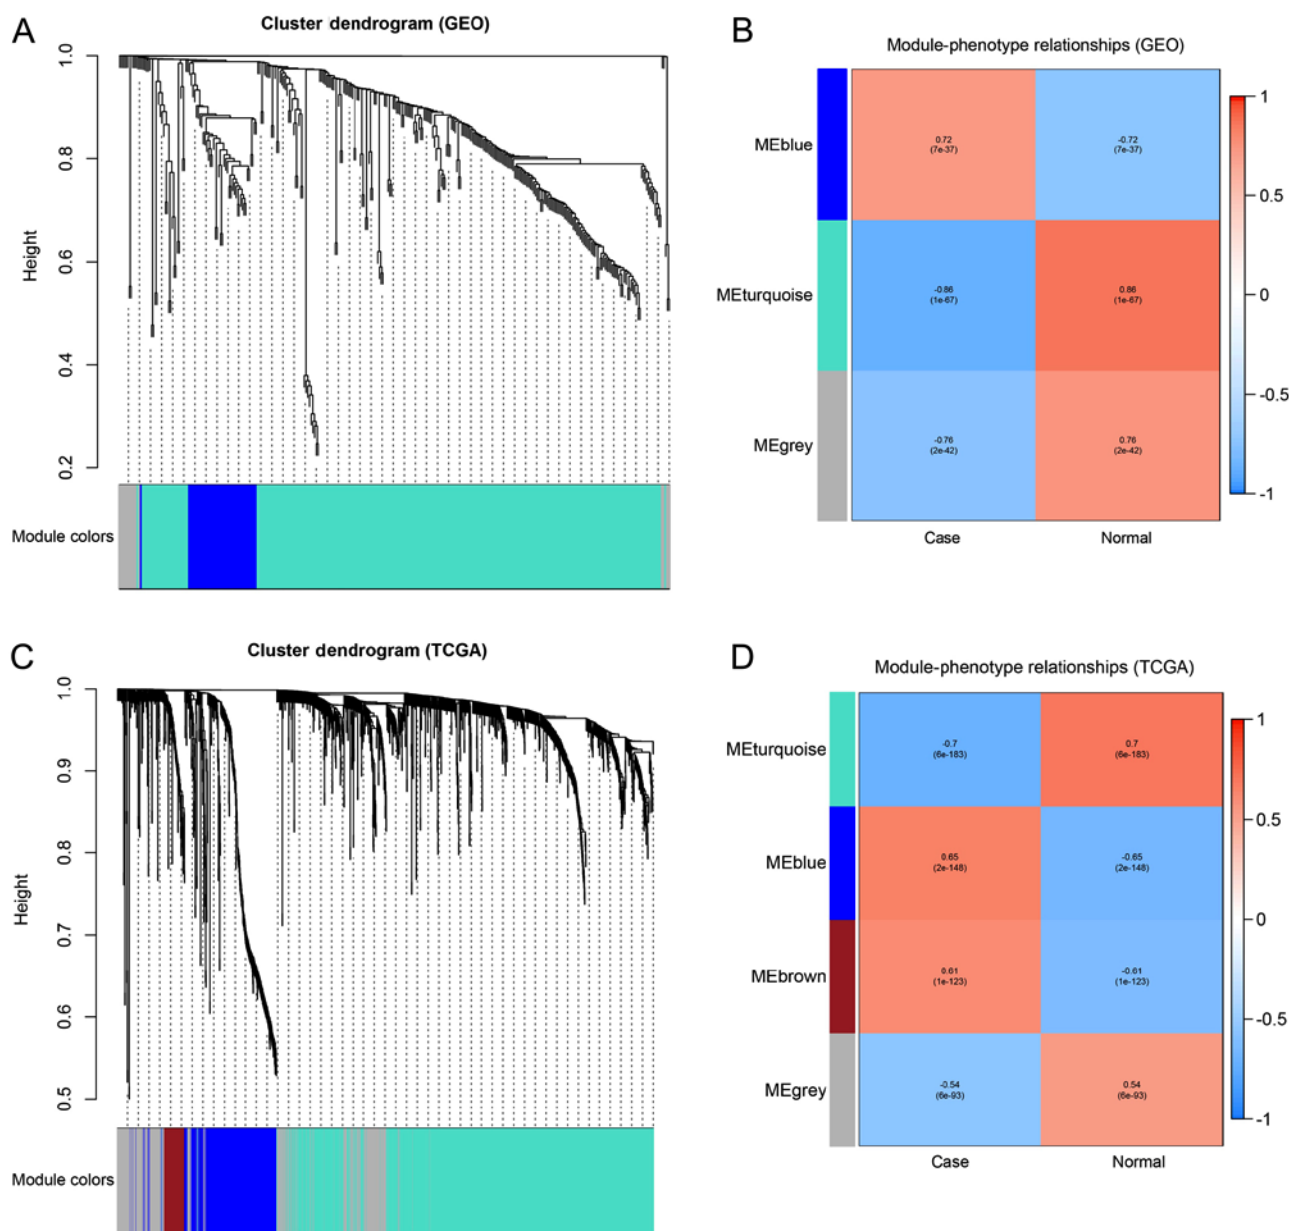 A
Cluster dendrogram (GEO)
Height
1.0
0.8
0.6
0.4
0.2
Module colors
B
Module-phenotype relationships (GEO)
MEblue
0.72
(7e-37)
-0.72
(7e-37)
MEturquoise
-0.86
(1e-67)
0.86
(1e-67)
MEgrey
-0.76
(2e-42)
0.76
(2e-42)
Case
Normal
1
0.5
0
-0.5
-1
C
Cluster dendrogram (TCGA)
Height
1.0
0.9
0.8
0.7
0.6
0.5
Module colors
D
Module-phenotype relationships (TCGA)
MEturquoise
-0.7
(6e-183)
0.7
(6e-183)
MEblue
0.65
(2e-148)
-0.65
(2e-148)
MEbrown
0.61
(1e-123)
-0.61
(1e-123)
MEgrey
-0.54
(6e-93)
0.54
(6e-93)
Case
Normal
1
0.5
0
-0.5
-1